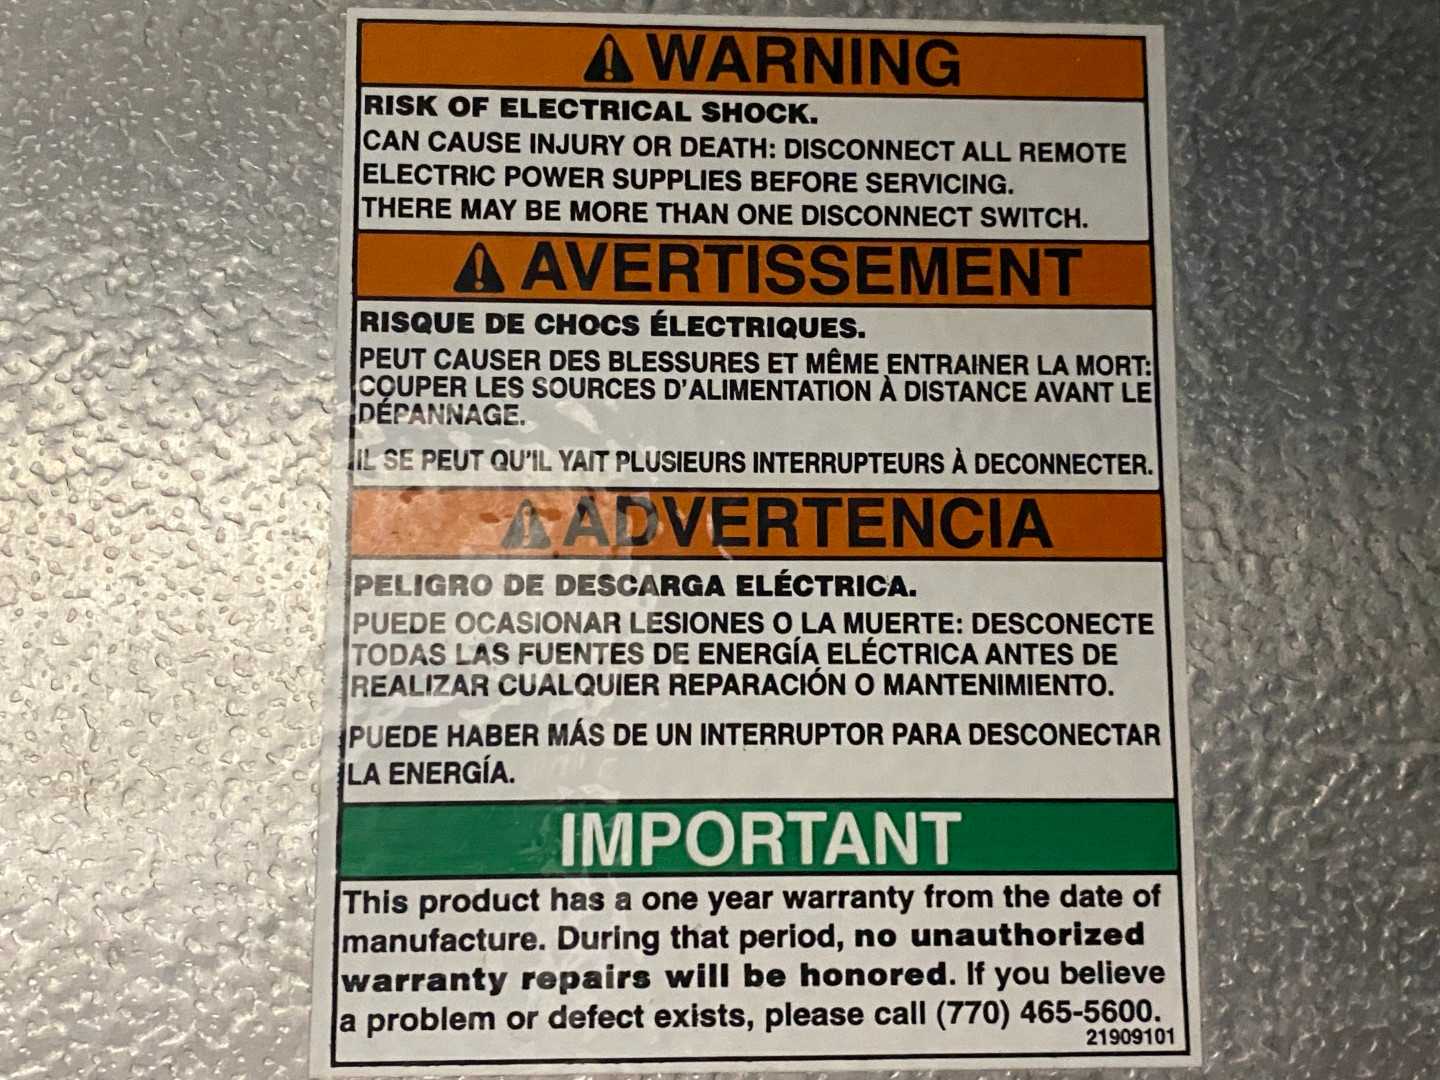 WARNING
RISK OF ELECTRICAL SHOCK.
CAN CAUSE INJURY OR DEATH: DISCONNECT ALL REMOTE
ELECTRIC POWER SUPPLIES BEFORE SERVICING.
THERE MAY BE MORE THAN ONE DISCONNECT SWITCH.
AVERTISSEMENT
RISQUE DE CHOCS ÉLECTRIQUES.
PEUT CAUSER DES BLESSURES ET MÊME ENTRAINER LA MORT:
COUPER LES SOURCES D'ALIMENTATION À DISTANCE AVANT LE
DÉPANNAGE.
IL SE PEUT QU'IL YAIT PLUSIEURS INTERRUPTEURS À DECONNECTER.
ADVERTENCIA
PELIGRO DE DESCARGA ELÉCTRICA.
PUEDE OCASIONAR LESIONES O LA MUERTE: DESCONECTE
TODAS LAS FUENTES DE ENERGÍA ELÉCTRICA ANTES DE
REALIZAR CUALQUIER REPARACIÓN O MANTENIMIENTO.
PUEDE HABER MÁS DE UN INTERRUPTOR PARA DESCONECTAR
LA ENERGÍA.
IMPORTANT
This product has a one year warranty from the date of
manufacture. During that period, no unauthorized
warranty repairs will be honored. If you believe
a problem or defect exists, please call (770) 465-5600.
21909101